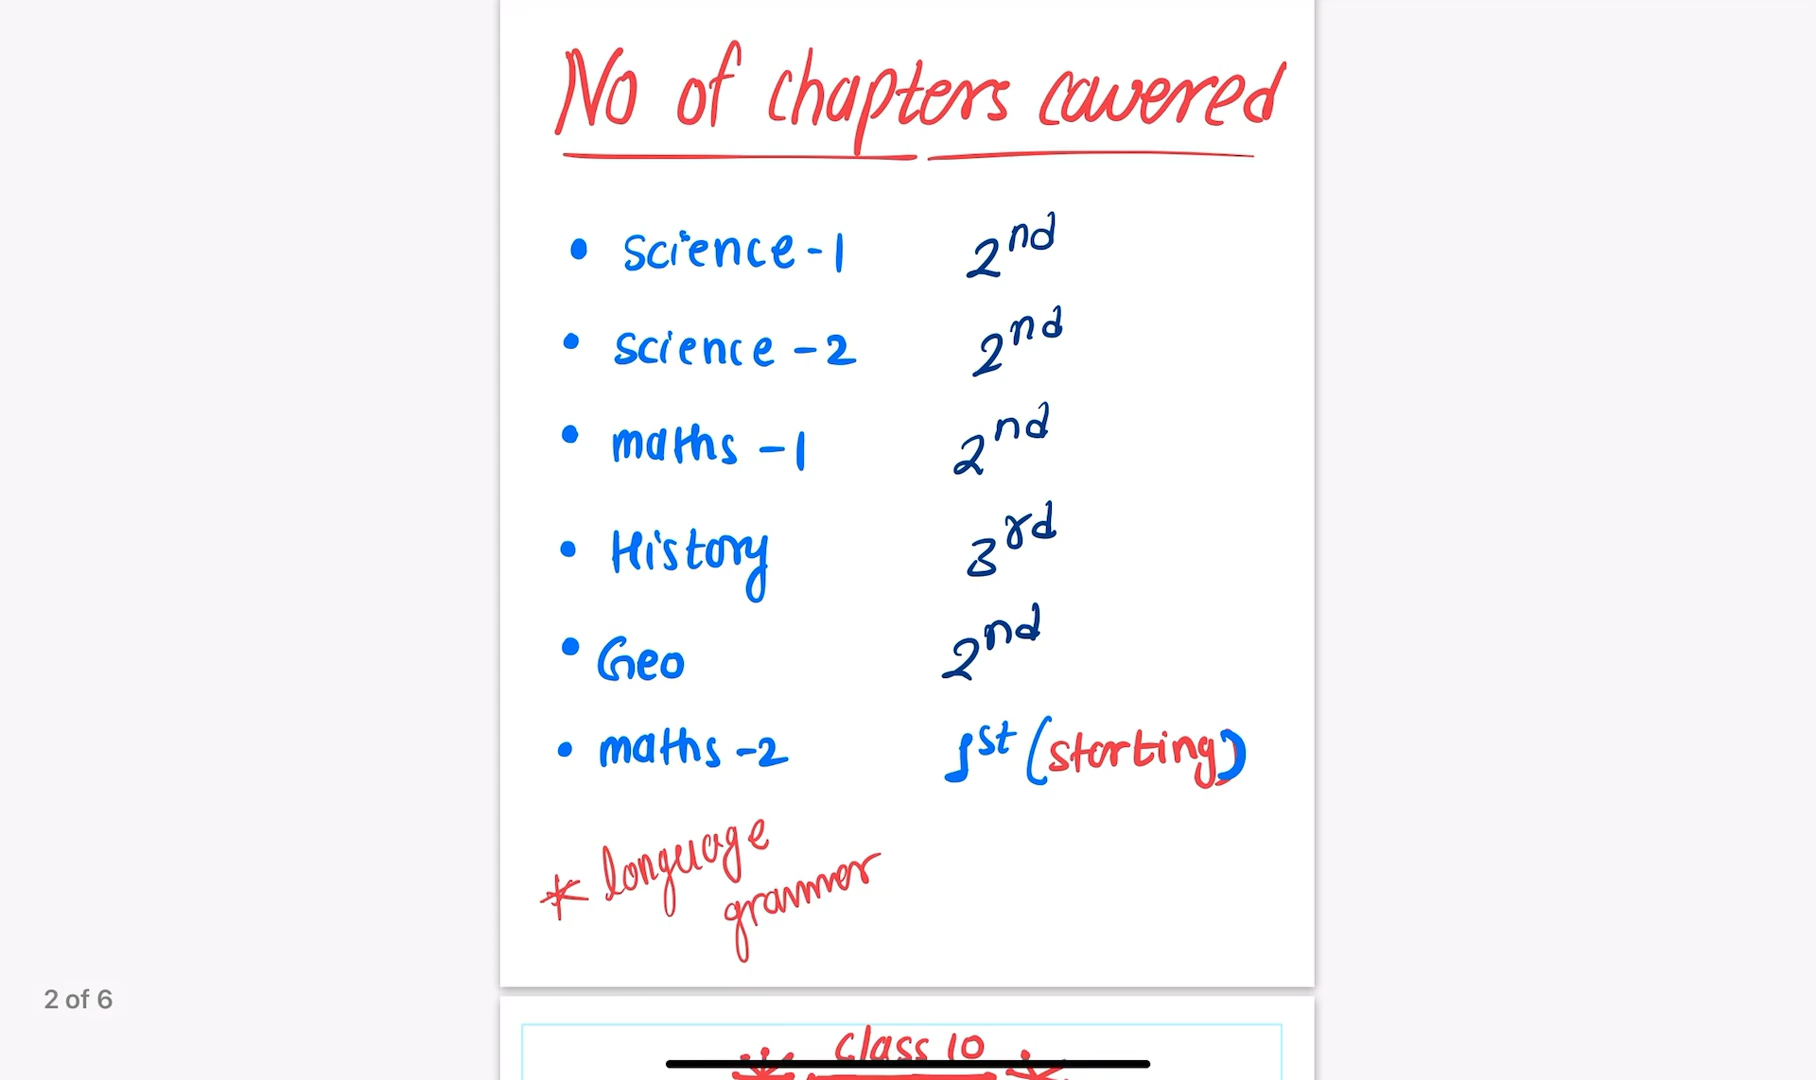 No of chapters cavered
• science-1 2nd
• science-2 2nd
• maths-1 2nd
• History 3rd
• Geo 2nd
• maths-2 1st (starting)
* language
grammer
2 of 6
class 10